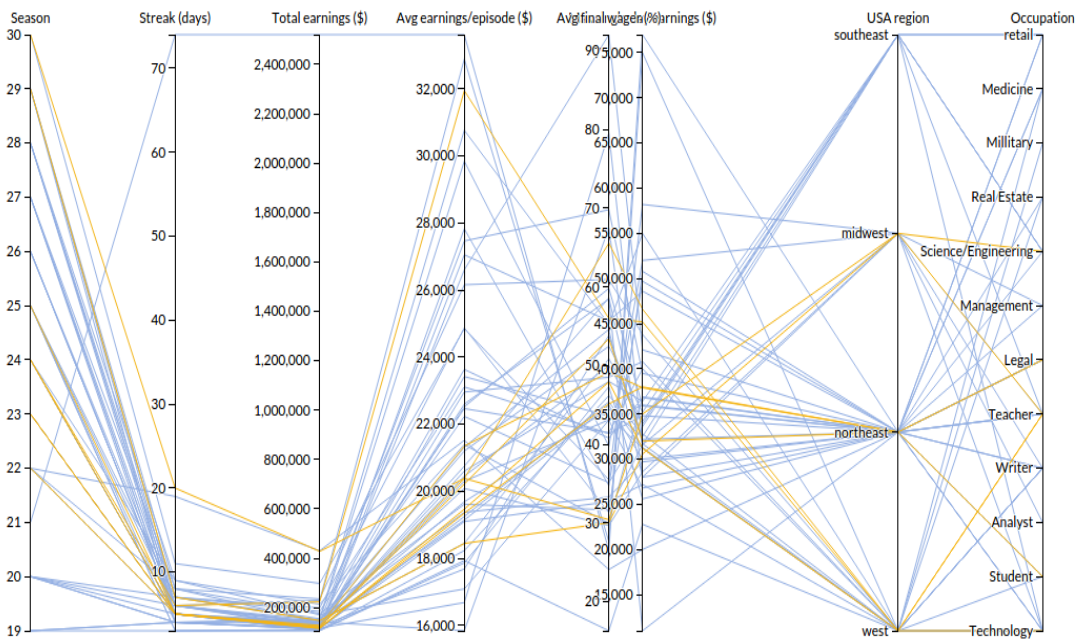 Season
Streak (days)
Total earnings ($)
Avg earnings/episode ($)
Avg final wager (%)
earnings ($)
USA region
Occupation
30
29
28
27
26
25
24
23
22
21
20
19
70
60
50
40
30
20
10
2,400,000
2,200,000
2,000,000
1,800,000
1,600,000
1,400,000
1,200,000
1,000,000
800,000
600,000
400,000
200,000
32,000
30,000
28,000
26,000
24,000
22,000
20,000
18,000
16,000
90
80
70
60
50
40
30
20
75,000
70,000
65,000
60,000
55,000
50,000
45,000
40,000
35,000
30,000
25,000
20,000
15,000
southeast
midwest
northeast
west
retail
Medicine
Millitary
Real Estate
Science/Engineering
Management
Legal
Teacher
Writer
Analyst
Student
Technology